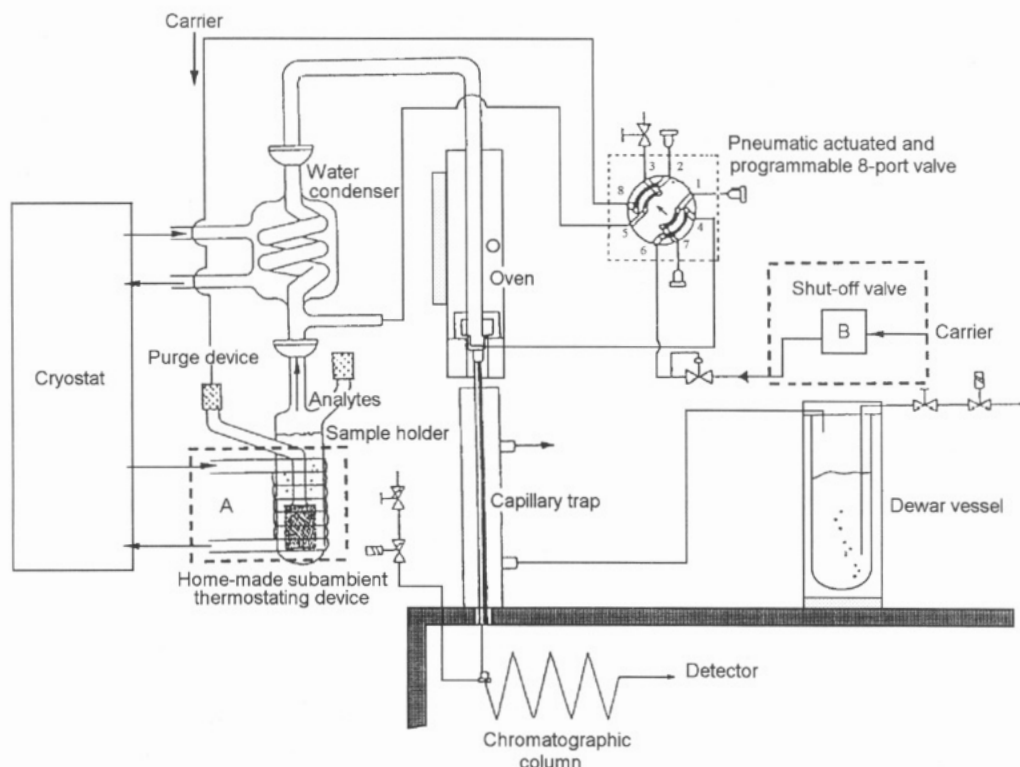 Carrier
Water
condenser
Pneumatic actuated and
programmable 8-port valve
3
2
8
1
5
4
6
7
Oven
Shut-off valve
B
Carrier
Purge device
Cryostat
Analytes
Sample holder
A
Capillary trap
Dewar vessel
Home-made subambient
thermostating device
Detector
Chromatographic
column